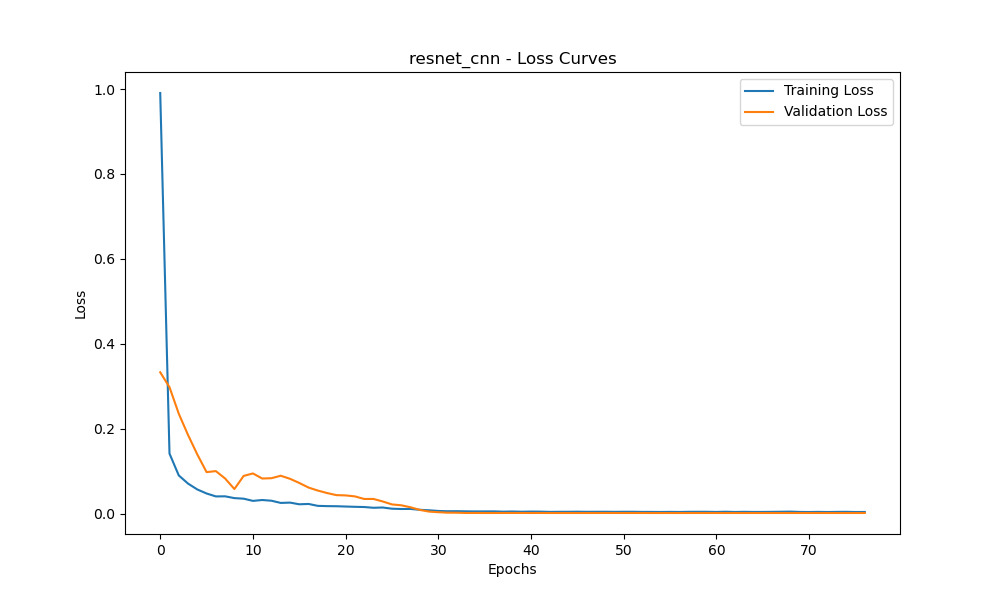 resnet_cnn - Loss Curves
Training Loss
Validation Loss
1.0
0.8
0.6
0.4
0.2
0.0
Loss
0 10 20 30 40 50 60 70
Epochs